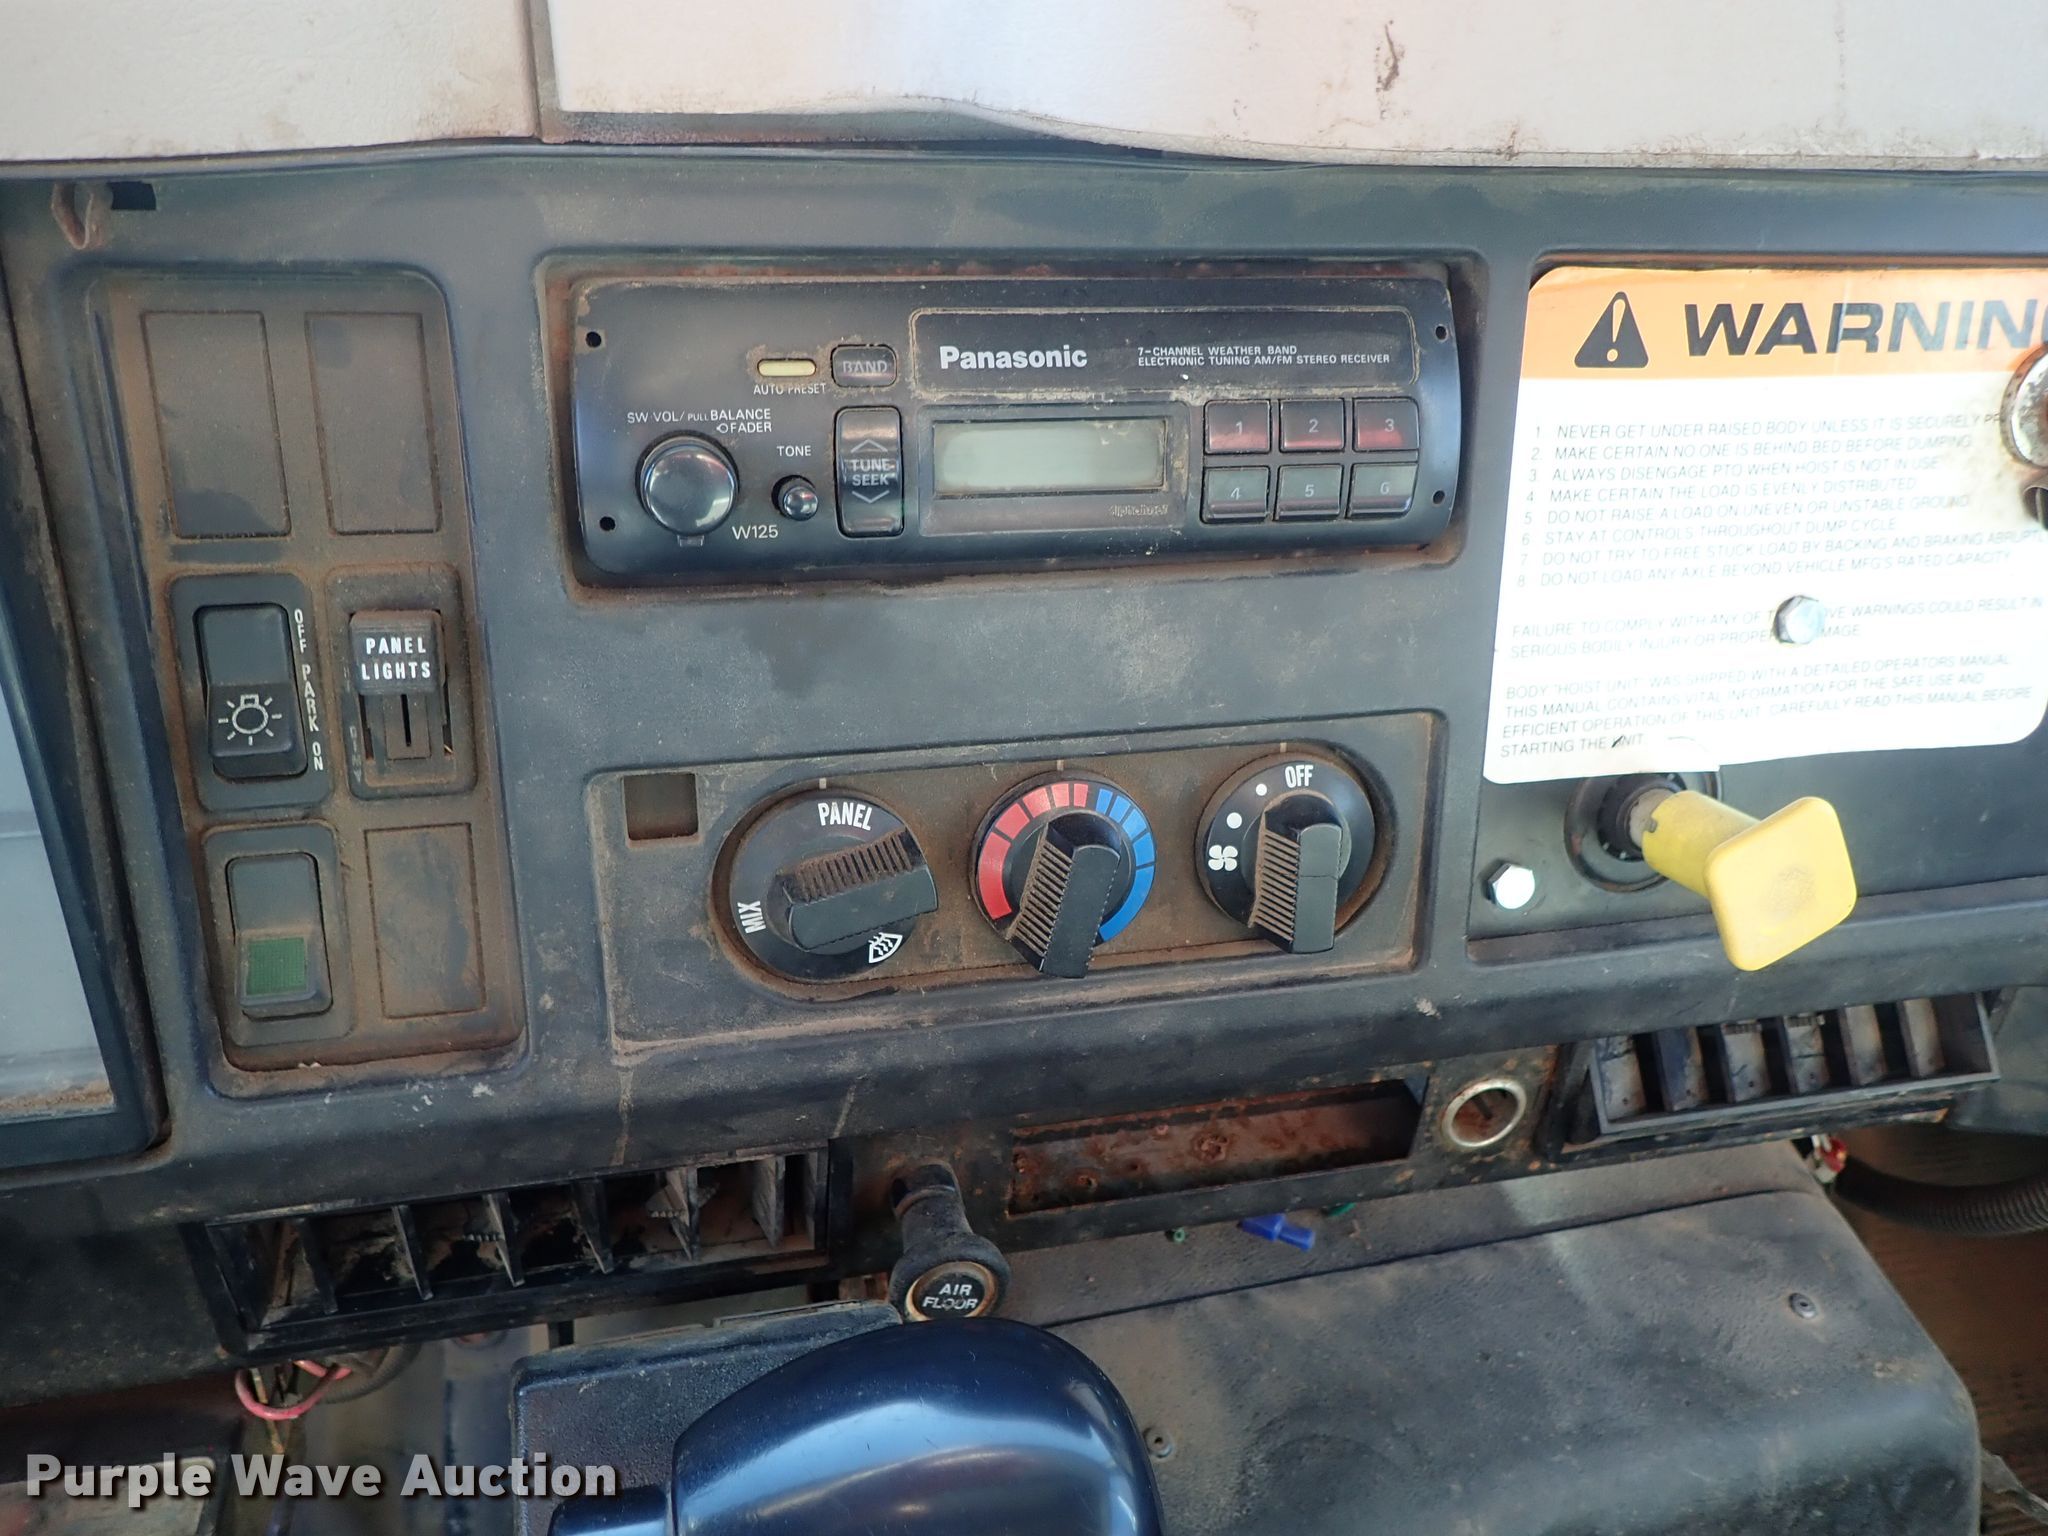 Panasonic
7-CHANNEL WEATHER BAND
ELECTRONIC TUNING AM/FM STEREO RECEIVER
BAND
AUTO PRESET
SW·VOL/PULL BALANCE
FADER
TONE
TUNE
SEEK
W125
1 2 3
4 5 6
OFF PARK ON
PANEL
LIGHTS
DIM
PANEL
MIX
OFF
WARNING
1 NEVER GET UNDER RAISED BODY UNLESS IT IS SECURELY
2. MAKE CERTAIN NO ONE IS BEHIND BED BEFORE DUMPING.
3 ALWAYS DISENGAGE PTO WHEN HOIST IS NOT IN USE
4 MAKE CERTAIN THE LOAD IS EVENLY DISTRIBUTED
5 DO NOT RAISE A LOAD ON UNEVEN OR UNSTABLE GROUND.
6 STAY AT CONTROLS THROUGHOUT DUMP CYCLE
7 DO NOT TRY TO FREE STUCK LOAD BY BACKING AND BRAKING ABRUPTLY
8 DO NOT LOAD ANY AXLE BEYOND VEHICLE MFG'S RATED CAPACITY
FAILURE TO COMPLY WITH ANY OF WARNINGS COULD RESULT IN
SERIOUS BODILY INJURY OR
BODY "HOIST UNIT" WAS SHIPPED WITH A DETAILED OPERATORS MANUAL
THIS MANUAL CONTAINS VITAL INFORMATION FOR THE SAFE USE AND
EFFICIENT OPERATION OF THIS UNIT. CAREFULLY READ THIS MANUAL BEFORE
STARTING THE UNIT
AIR
FLOOR
Purple Wave Auction